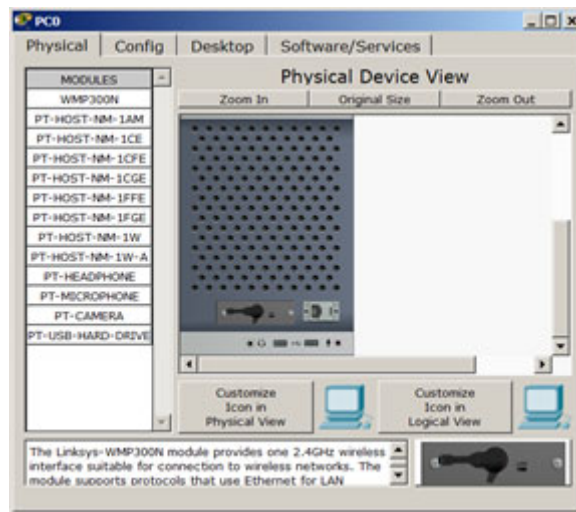 PC0
Physical
Config
Desktop
Software/Services
MODULES
WMP300N
PT-HOST-NM-1AM
PT-HOST-NM-1CE
PT-HOST-NM-1CFE
PT-HOST-NM-1CGE
PT-HOST-NM-1FFE
PT-HOST-NM-1FGE
PT-HOST-NM-1W
PT-HOST-NM-1W-A
PT-HEADPHONE
PT-MICROPHONE
PT-CAMERA
PT-USB-HARD-DRIVE
Physical Device View
Zoom In
Original Size
Zoom Out
Customize
Icon in
Physical View
Customize
Icon in
Logical View
The Linksys-WMP300N module provides one 2.4GHz wireless
interface suitable for connection to wireless networks. The
module supports protocols that use Ethernet for LAN